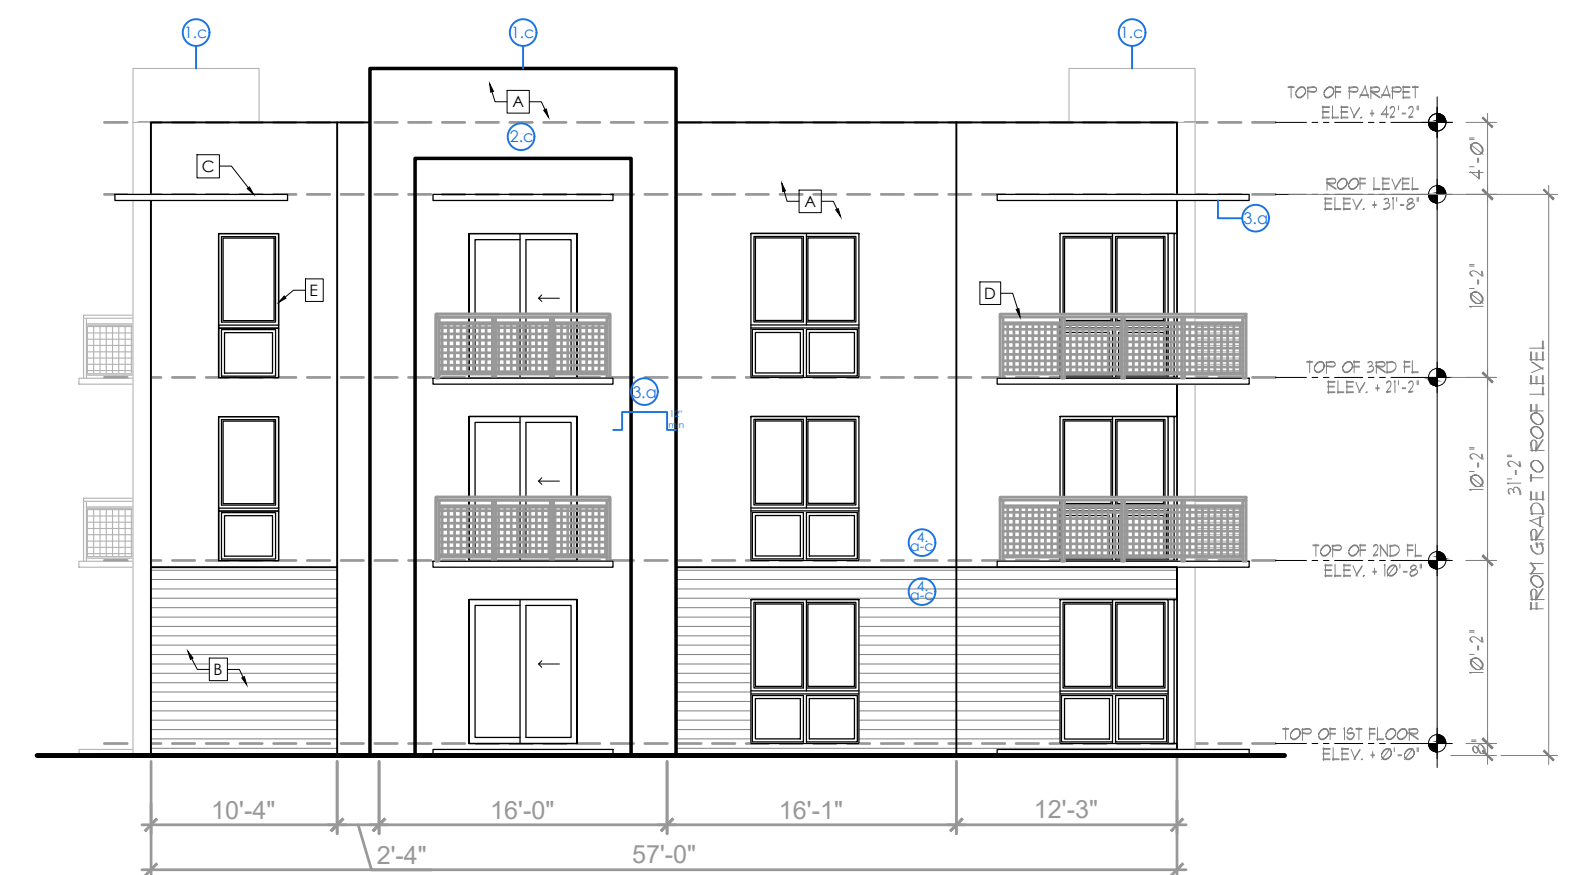 1.c
1.c
1.c
TOP OF PARAPET
ELEV. + 42'-2"
A
2.c
4'-0"
C
ROOF LEVEL
ELEV. + 31'-8"
A
3.a
E
D
10'-2"
TOP OF 3RD FL
ELEV. + 21'-2"
3.a
12"
min
10'-2"
31'-2"
FROM GRADE TO ROOF LEVEL
4.
a-c
TOP OF 2ND FL
ELEV. + 10'-8"
4.
a-c
B
10'-2"
TOP OF 1ST FLOOR
ELEV. + 0'-0"
8"
10'-4"
16'-0"
16'-1"
12'-3"
2'-4"
57'-0"